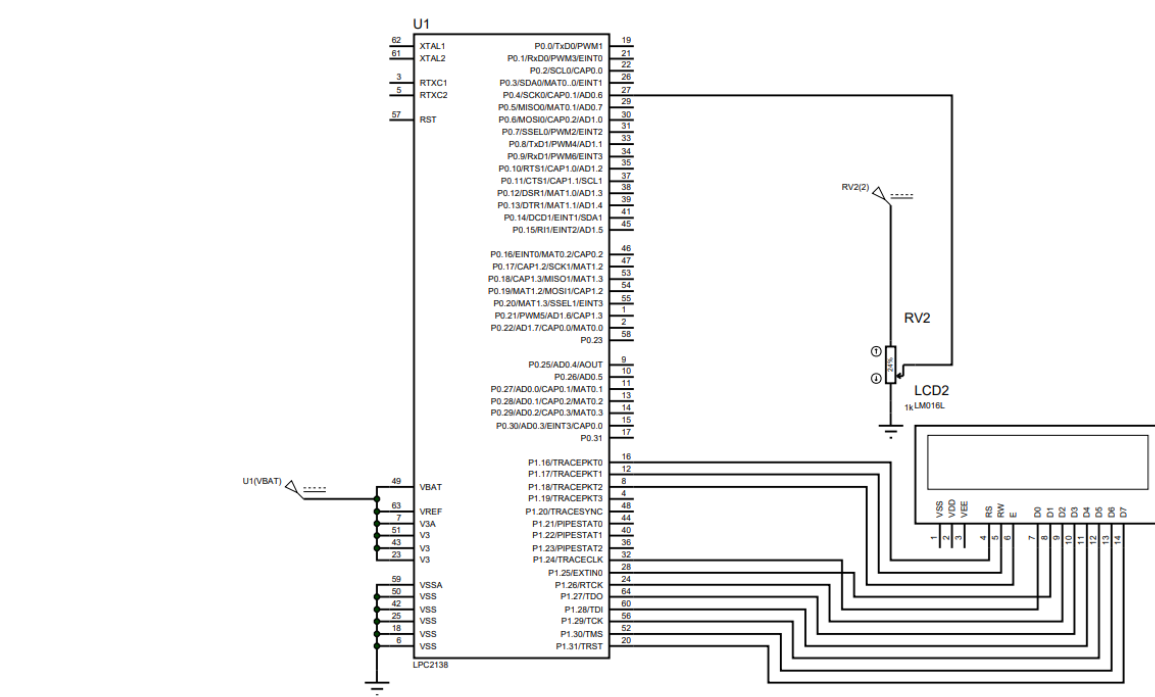 U1
62 XTAL1 P0.0/TxD0/PWM1 19
61 XTAL2 P0.1/RxD0/PWM3/EINT0 21
P0.2/SCL0/CAP0.0 22
3 RTXC1 P0.3/SDA0/MAT0..0/EINT1 26
5 RTXC2 P0.4/SCK0/CAP0.1/AD0.6 27
P0.5/MISO0/MAT0.1/AD0.7 29
57 RST P0.6/MOSI0/CAP0.2/AD1.0 30
P0.7/SSEL0/PWM2/EINT2 31
P0.8/TxD1/PWM4/AD1.1 33
P0.9/RxD1/PWM6/EINT3 34
P0.10/RTS1/CAP1.0/AD1.2 35
P0.11/CTS1/CAP1.1/SCL1 37
P0.12/DSR1/MAT1.0/AD1.3 38
P0.13/DTR1/MAT1.1/AD1.4 39
P0.14/DCD1/EINT1/SDA1 41
P0.15/RI1/EINT2/AD1.5 45
P0.16/EINT0/MAT0.2/CAP0.2 46
P0.17/CAP1.2/SCK1/MAT1.2 47
P0.18/CAP1.3/MISO1/MAT1.3 53
P0.19/MAT1.2/MOSI1/CAP1.2 54
P0.20/MAT1.3/SSEL1/EINT3 55
P0.21/PWM5/AD1.6/CAP1.3 1
P0.22/AD1.7/CAP0.0/MAT0.0 2
P0.23 58
P0.25/AD0.4/AOUT 9
P0.26/AD0.5 10
P0.27/AD0.0/CAP0.1/MAT0.1 11
P0.28/AD0.1/CAP0.2/MAT0.2 13
P0.29/AD0.2/CAP0.3/MAT0.3 14
P0.30/AD0.3/EINT3/CAP0.0 15
P0.31 17
P1.16/TRACEPKT0 16
P1.17/TRACEPKT1 12
49 VBAT P1.18/TRACEPKT2 8
P1.19/TRACEPKT3 4
63 VREF P1.20/TRACESYNC 48
7 V3A P1.21/PIPESTAT0 44
51 V3 P1.22/PIPESTAT1 40
43 V3 P1.23/PIPESTAT2 36
23 V3 P1.24/TRACECLK 32
P1.25/EXTIN0 28
59 VSSA P1.26/RTCK 24
50 VSS P1.27/TDO 64
42 VSS P1.28/TDI 60
25 VSS P1.29/TCK 56
18 VSS P1.30/TMS 52
6 VSS P1.31/TRST 20
LPC2138
U1(VBAT)
RV2(2)
RV2
24%
1k
LCD2
LM016L
VSS VDD VEE RS RW E D0 D1 D2 D3 D4 D5 D6 D7
1 2 3 4 5 6 7 8 9 10 11 12 13 14